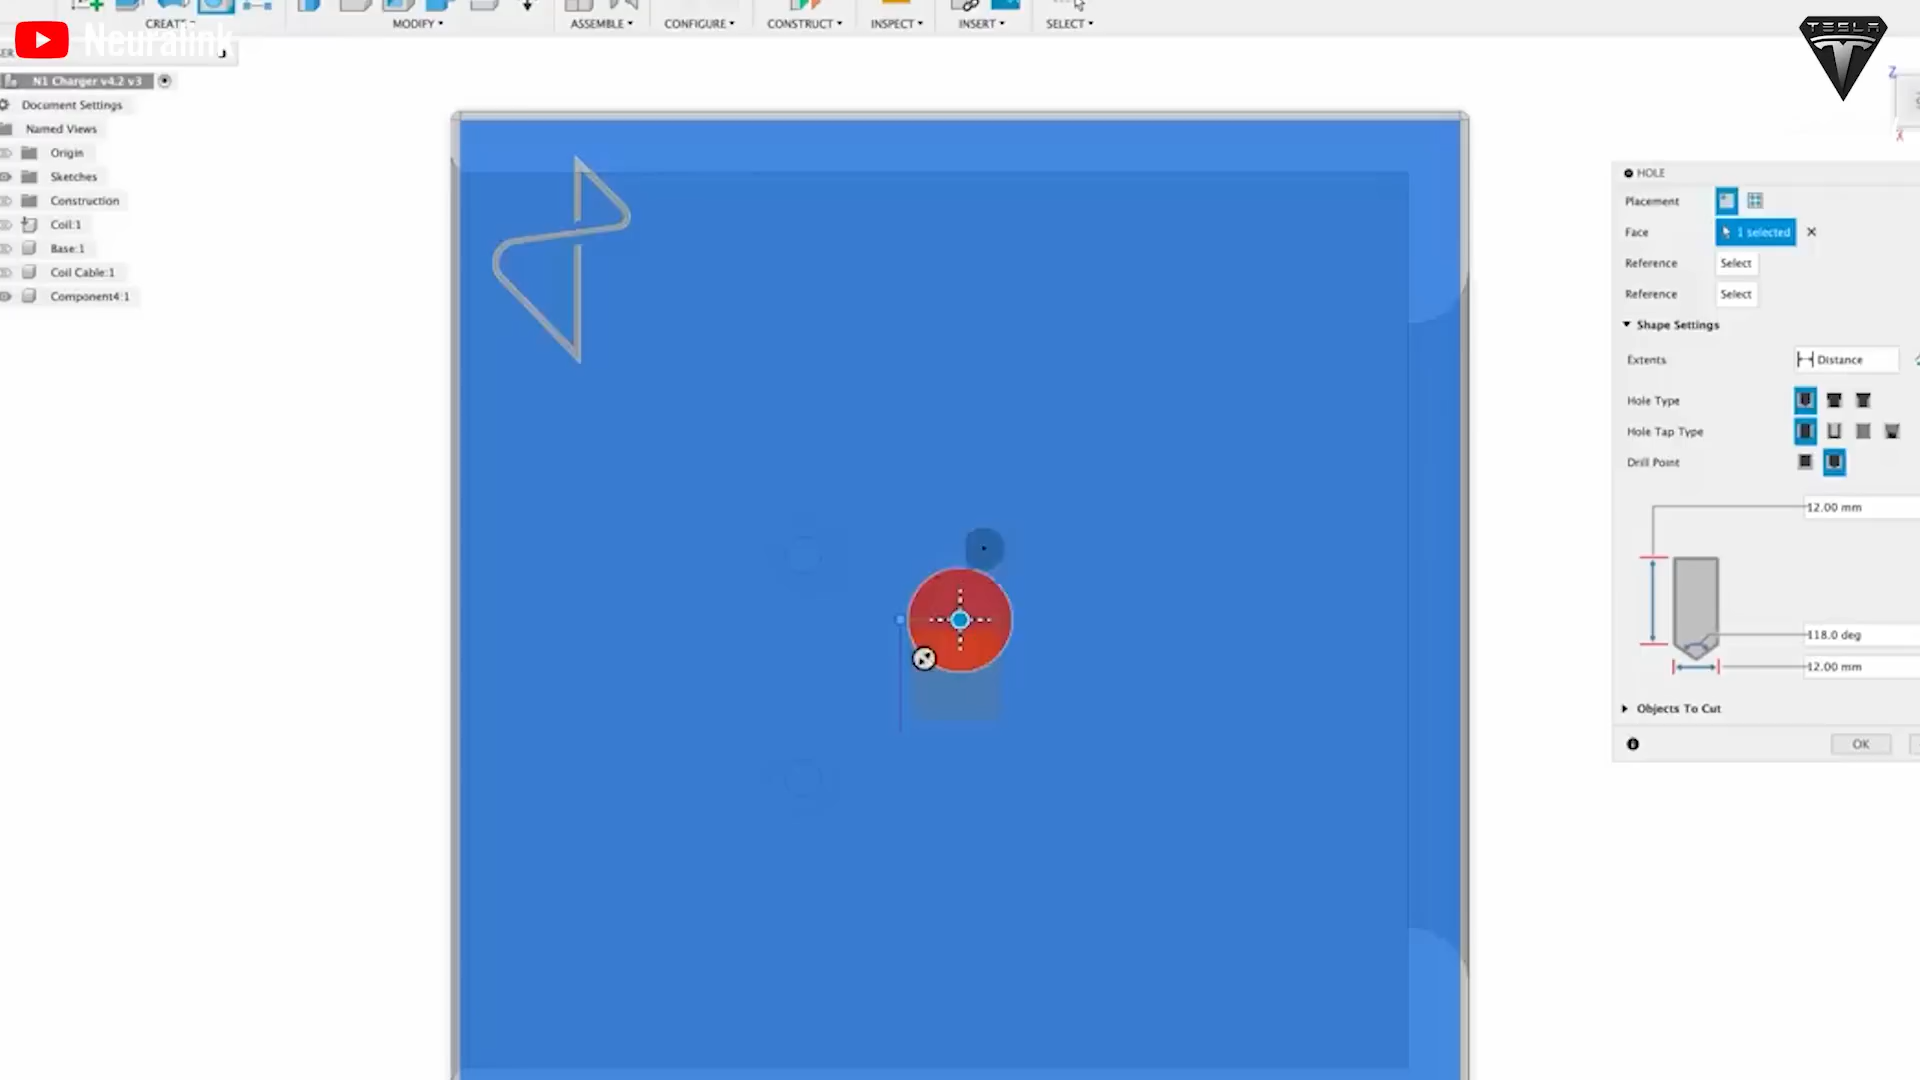 CREATE
MODIFY
ASSEMBLE
CONFIGURE
CONSTRUCT
INSPECT
INSERT
SELECT
Neuralink
TESLA
N1 Charger v4.2 v3
Document Settings
Named Views
Origin
Sketches
Construction
Coil:1
Base:1
Coil Cable:1
Component4:1
Z
X
HOLE
Placement
Face
1 selected
Reference
Select
Reference
Select
Shape Settings
Extents
Distance
Hole Type
Hole Tap Type
Drill Point
12.00 mm
118.0 deg
12.00 mm
Objects To Cut
OK